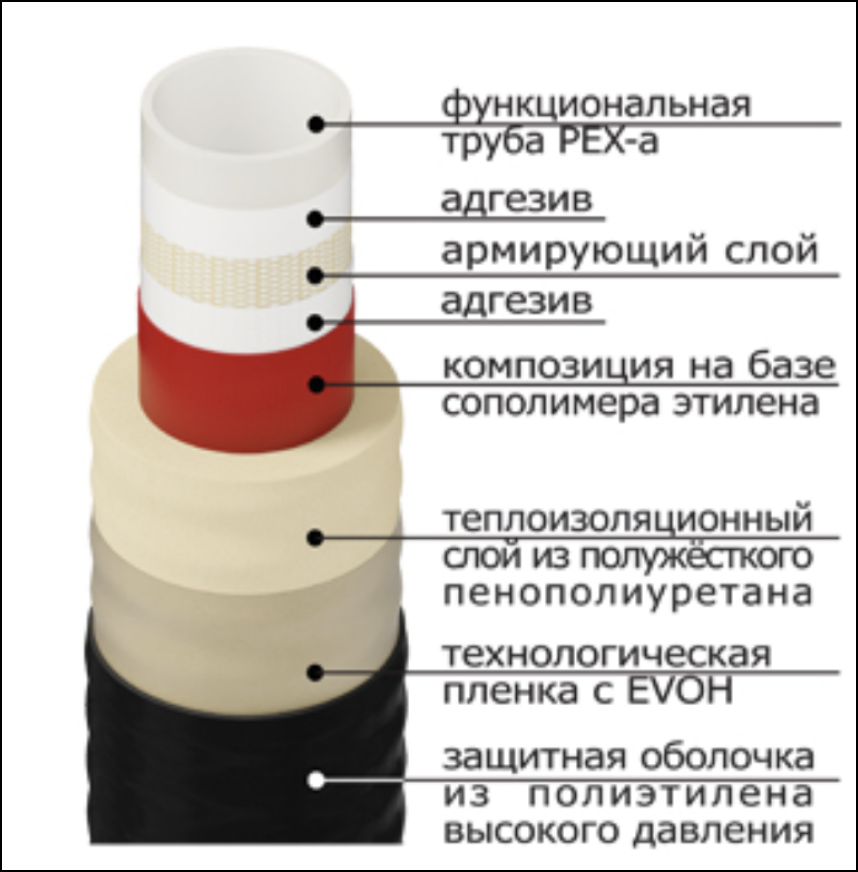 функциональная
труба PEX-a
адгезив
армирующий слой
адгезив
композиция на базе
сополимера этилена
теплоизоляционный
слой из полужёсткого
пенополиуретана
технологическая
пленка с EVOH
защитная оболочка
из полиэтилена
высокого давления